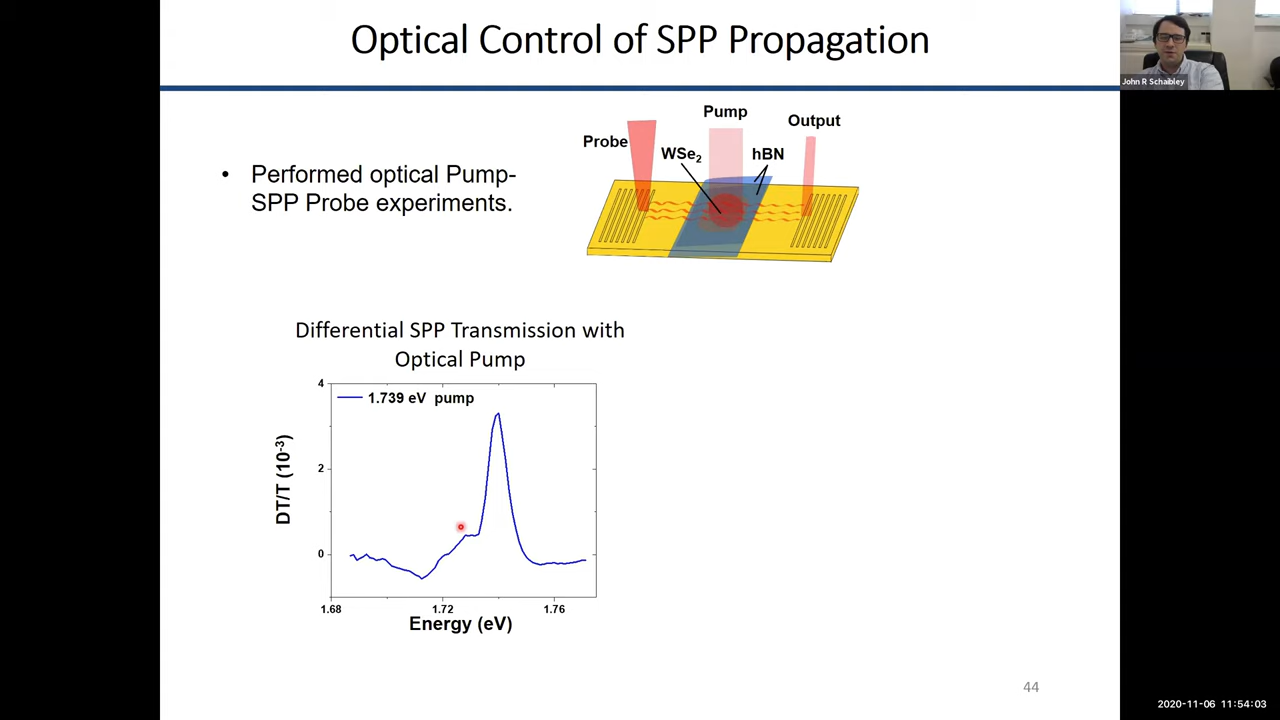 Optical Control of SPP Propagation
John R Schaibley
• Performed optical Pump-
SPP Probe experiments.
Pump
Probe
Output
WSe₂
hBN
Differential SPP Transmission with
Optical Pump
1.739 eV pump
DT/T (10⁻³)
4
2
0
1.68
1.72
1.76
Energy (eV)
44
2020-11-06 11:54:03